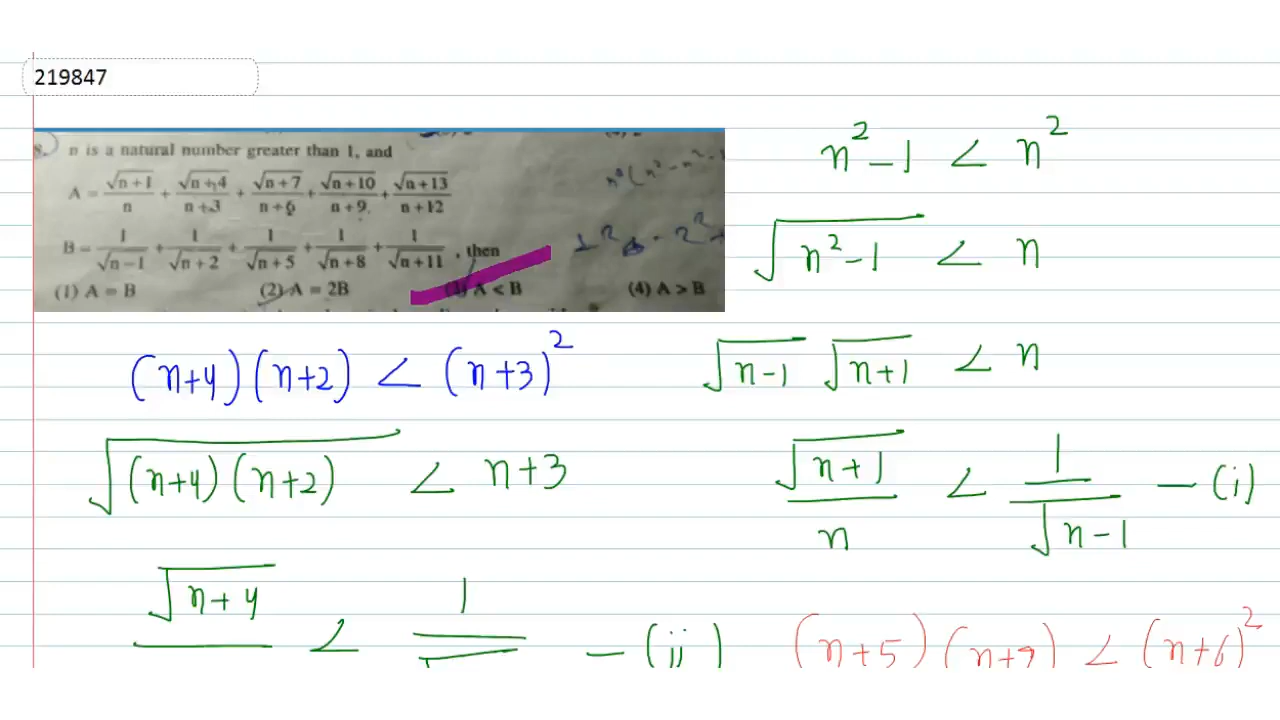 219847
8. n is a natural number greater than 1, and
A = √(n+1)/n + √(n+4)/(n+3) + √(n+7)/(n+6) + √(n+10)/(n+9) + √(n+13)/(n+12)
B = 1/√(n-1) + 1/√(n+2) + 1/√(n+5) + 1/√(n+8) + 1/√(n+11) , then
(1) A = B (2) A = 2B (3) A < B (4) A > B
n² - 1 < n²
√(n² - 1) < n
√(n-1) √(n+1) < n
√(n+1)/n < 1/√(n-1) — (i)
(n+4)(n+2) < (n+3)²
√((n+4)(n+2)) < n+3
√(n+4) < 1 — (ii)
(n+5)(n+7) < (n+6)²